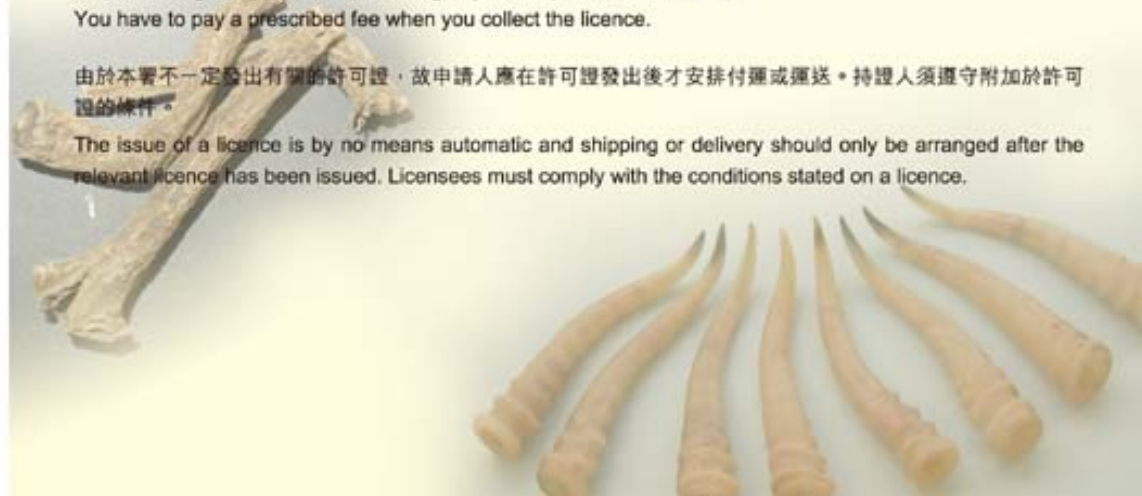 You have to pay a prescribed fee when you collect the licence.
由於本署不一定發出有關的許可證,故申請人應在許可證發出後才安排付運或運送。持證人須遵守附加於許可
證的條件。
The issue of a licence is by no means automatic and shipping or delivery should only be arranged after the
relevant licence has been issued. Licensees must comply with the conditions stated on a licence.